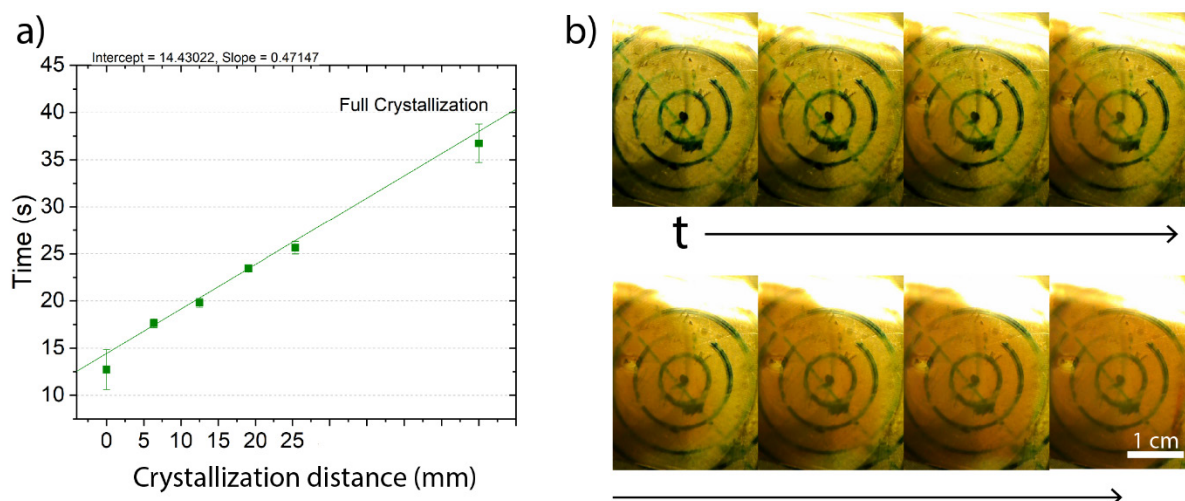 a)
Intercept = 14.43022, Slope = 0.47147
Full Crystallization
Time (s)
45
40
35
30
25
20
15
10
0 5 10 15 20 25
Crystallization distance (mm)
b)
t
1 cm